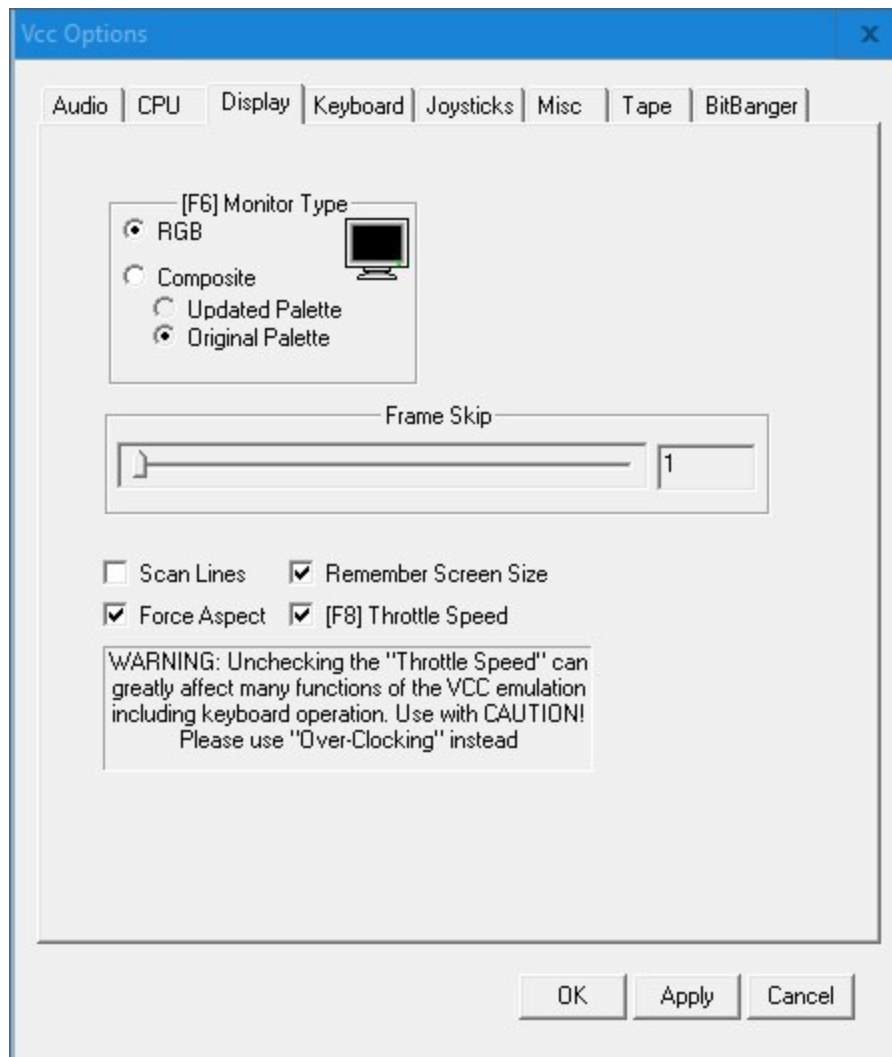 Vcc Options
Audio CPU Display Keyboard Joysticks Misc Tape BitBanger
[F6] Monitor Type
RGB
Composite
Updated Palette
Original Palette
Frame Skip
1
Scan Lines Remember Screen Size
Force Aspect [F8] Throttle Speed
WARNING: Unchecking the "Throttle Speed" can
greatly affect many functions of the VCC emulation
including keyboard operation. Use with CAUTION!
Please use "Over-Clocking" instead
OK Apply Cancel